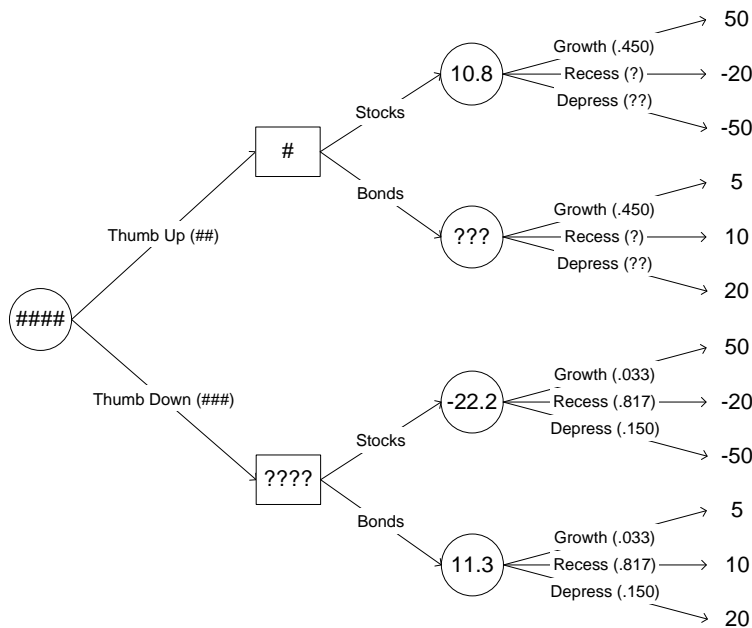 50
Growth (.450)
10.8
Recess (?)
-20
Depress (??)
Stocks
-50
#
5
Bonds
Growth (.450)
Thumb Up (##)
???
Recess (?)
10
Depress (??)
20
####
50
Growth (.033)
Thumb Down (###)
-22.2
Recess (.817)
-20
Depress (.150)
Stocks
-50
????
5
Bonds
Growth (.033)
11.3
Recess (.817)
10
Depress (.150)
20